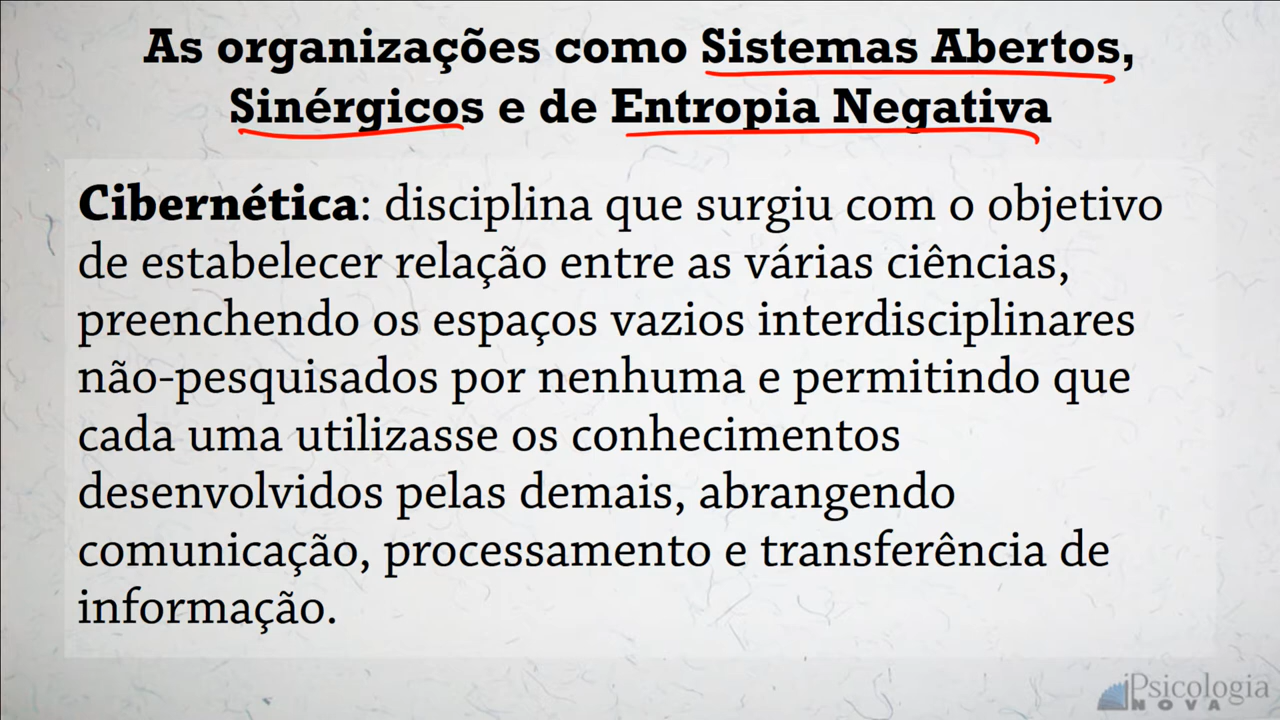 As organizações como Sistemas Abertos,
Sinérgicos e de Entropia Negativa
Cibernética: disciplina que surgiu com o objetivo
de estabelecer relação entre as várias ciências,
preenchendo os espaços vazios interdisciplinares
não-pesquisados por nenhuma e permitindo que
cada uma utilizasse os conhecimentos
desenvolvidos pelas demais, abrangendo
comunicação, processamento e transferência de
informação.
Psicologia
NOVA